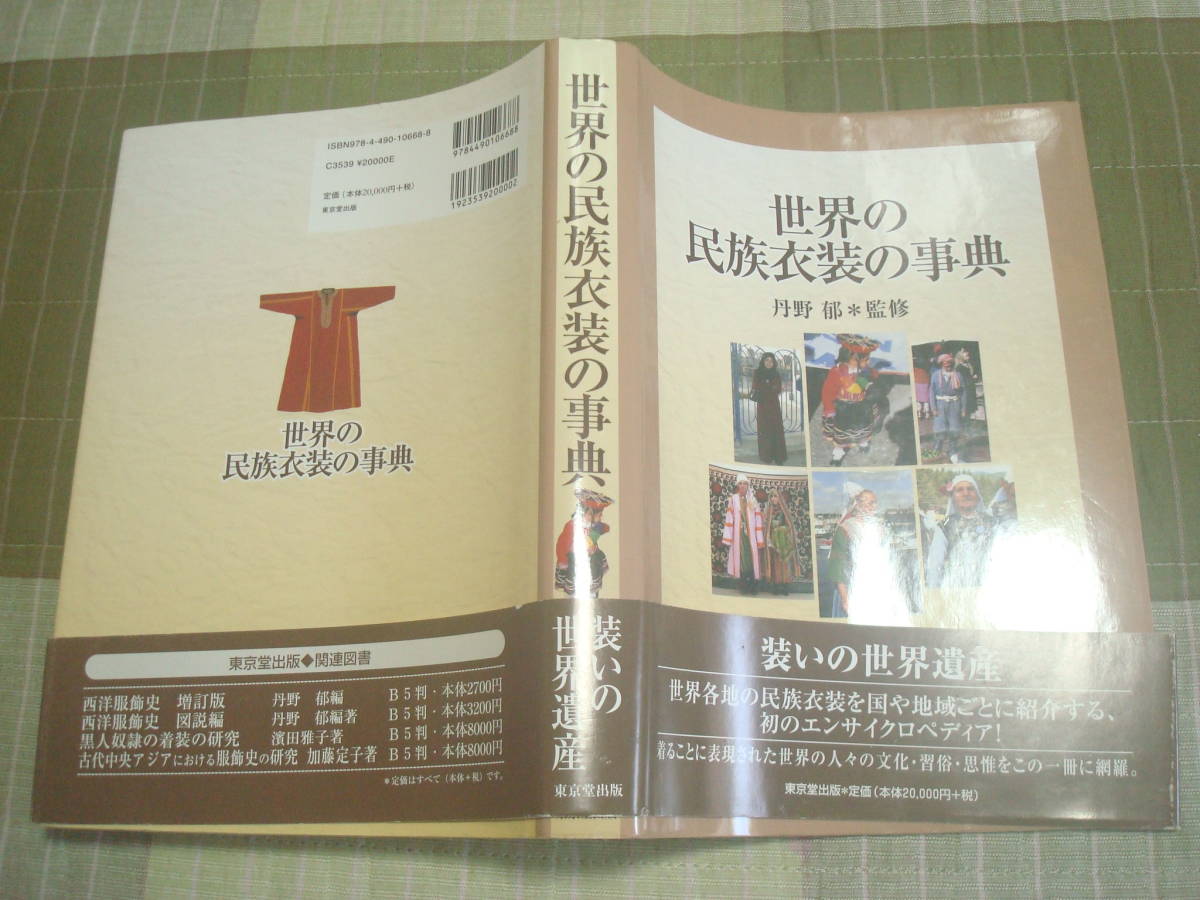 ISBN978-4-490-10668-8
C3539 ¥20000E
9784490106688
1923539200002
定価(本体20,000円+税)
東京堂出版
世界の
民族衣装の事典
東京堂出版◆関連図書
西洋服飾史 増訂版 丹野 郁編 B5判・本体2700円
西洋服飾史 図説編 丹野 郁編著 B5判・本体3200円
黒人奴隷の着装の研究 濱田雅子著 B5判・本体8000円
古代中央アジアにおける服飾史の研究 加藤定子著 B5判・本体8000円
*定価はすべて(本体+税)です。
世界の民族衣装の事典
装いの
世界遺産
東京堂出版
世界の
民族衣装の事典
丹野 郁*監修
装いの世界遺産
世界各地の民族衣装を国や地域ごとに紹介する、
初のエンサイクロペディア!
着ることに表現された世界の人々の文化・習俗・思惟をこの一冊に網羅。
東京堂出版*定価(本体20,000円+税)